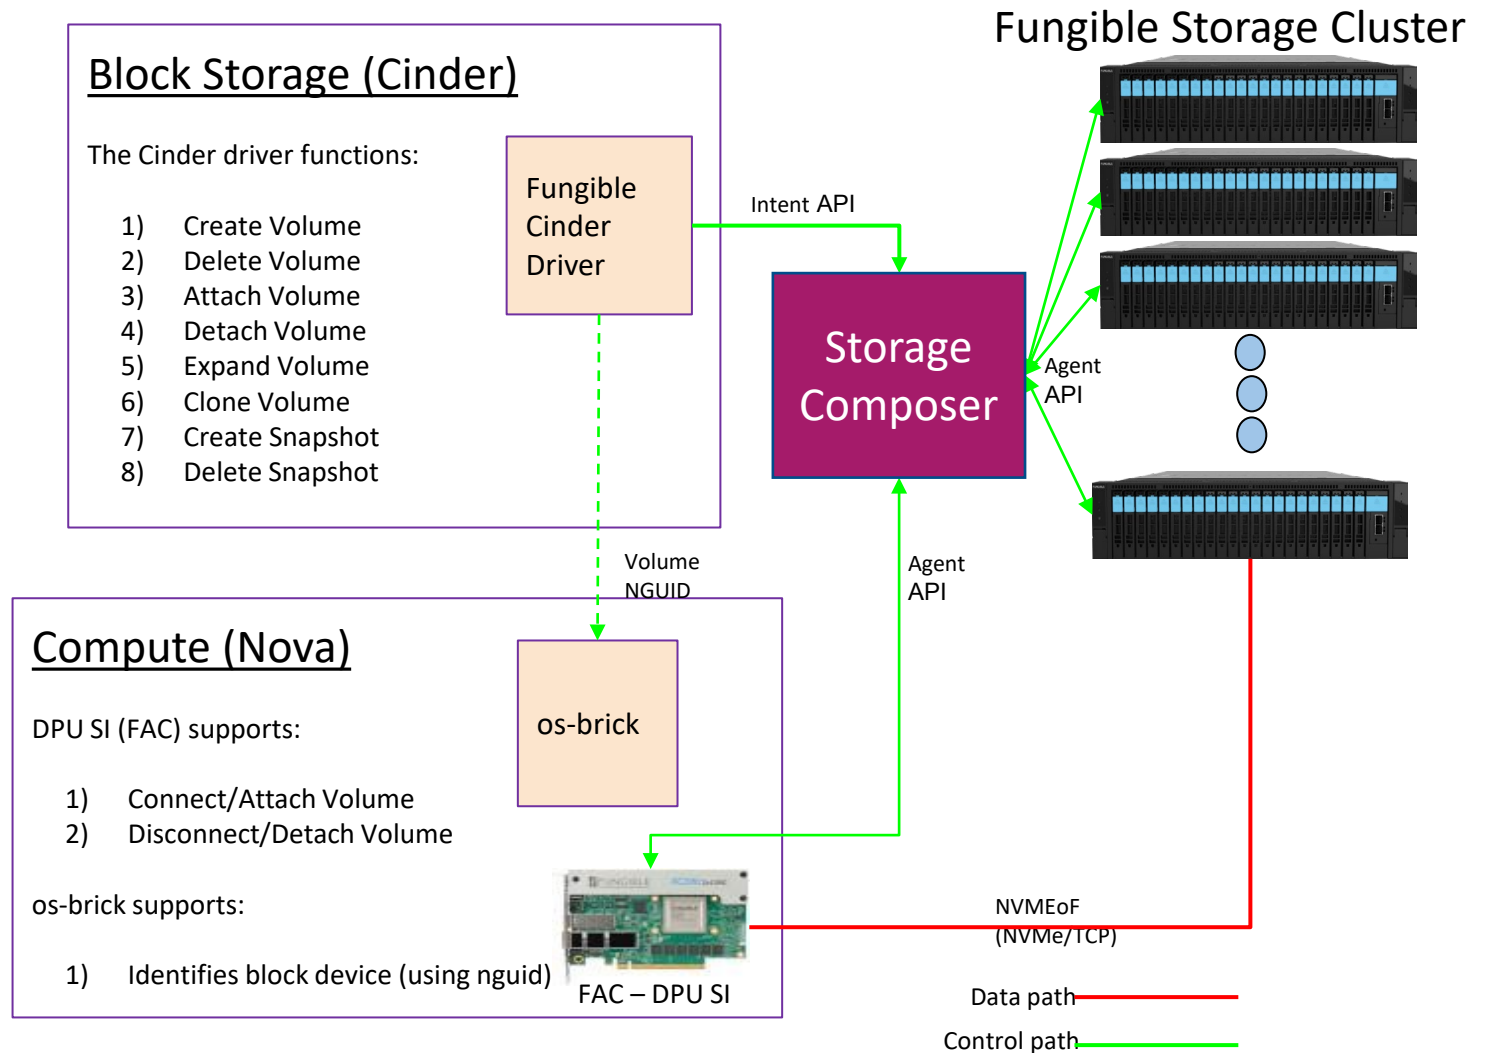 Fungible Storage Cluster
Block Storage (Cinder)
The Cinder driver functions:
1) Create Volume
2) Delete Volume
3) Attach Volume
4) Detach Volume
5) Expand Volume
6) Clone Volume
7) Create Snapshot
8) Delete Snapshot
Fungible
Cinder
Driver
Intent API
Storage
Composer
Agent
API
Volume
NGUID
Agent
API
Compute (Nova)
DPU SI (FAC) supports:
1) Connect/Attach Volume
2) Disconnect/Detach Volume
os-brick supports:
1) Identifies block device (using nguid)
os-brick
FUNGIBLE
FAC – DPU SI
NVMEoF
(NVMe/TCP)
Data path
Control path